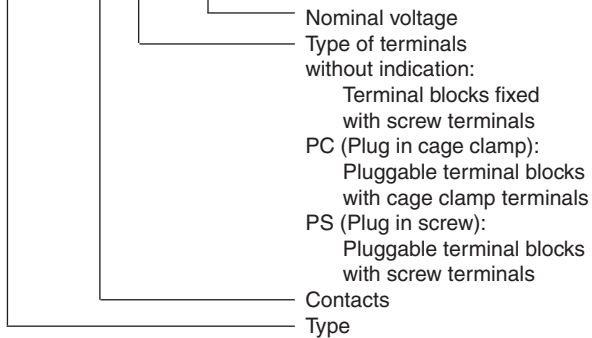 Nominal voltage
Type of terminals
without indication:
Terminal blocks fixed
with screw terminals
PC (Plug in cage clamp):
Pluggable terminal blocks
with cage clamp terminals
PS (Plug in screw):
Pluggable terminal blocks
with screw terminals
Contacts
Type